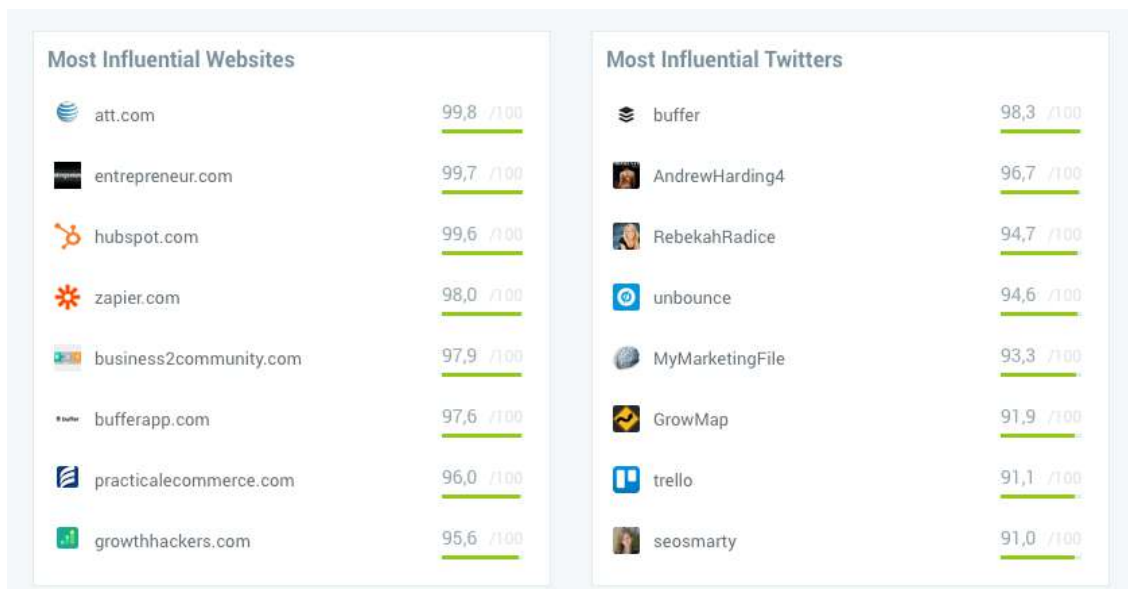 Most Influential Websites
att.com 99,8 /100
entrepreneur.com 99,7 /100
hubspot.com 99,6 /100
zapier.com 98,0 /100
business2community.com 97,9 /100
buffer
bufferapp.com 97,6 /100
practicalecommerce.com 96,0 /100
growthhackers.com 95,6 /100
Most Influential Twitters
buffer 98,3 /100
AndrewHarding4 96,7 /100
RebekahRadice 94,7 /100
unbounce 94,6 /100
MyMarketingFile 93,3 /100
GrowMap 91,9 /100
trello 91,1 /100
seosmarty 91,0 /100